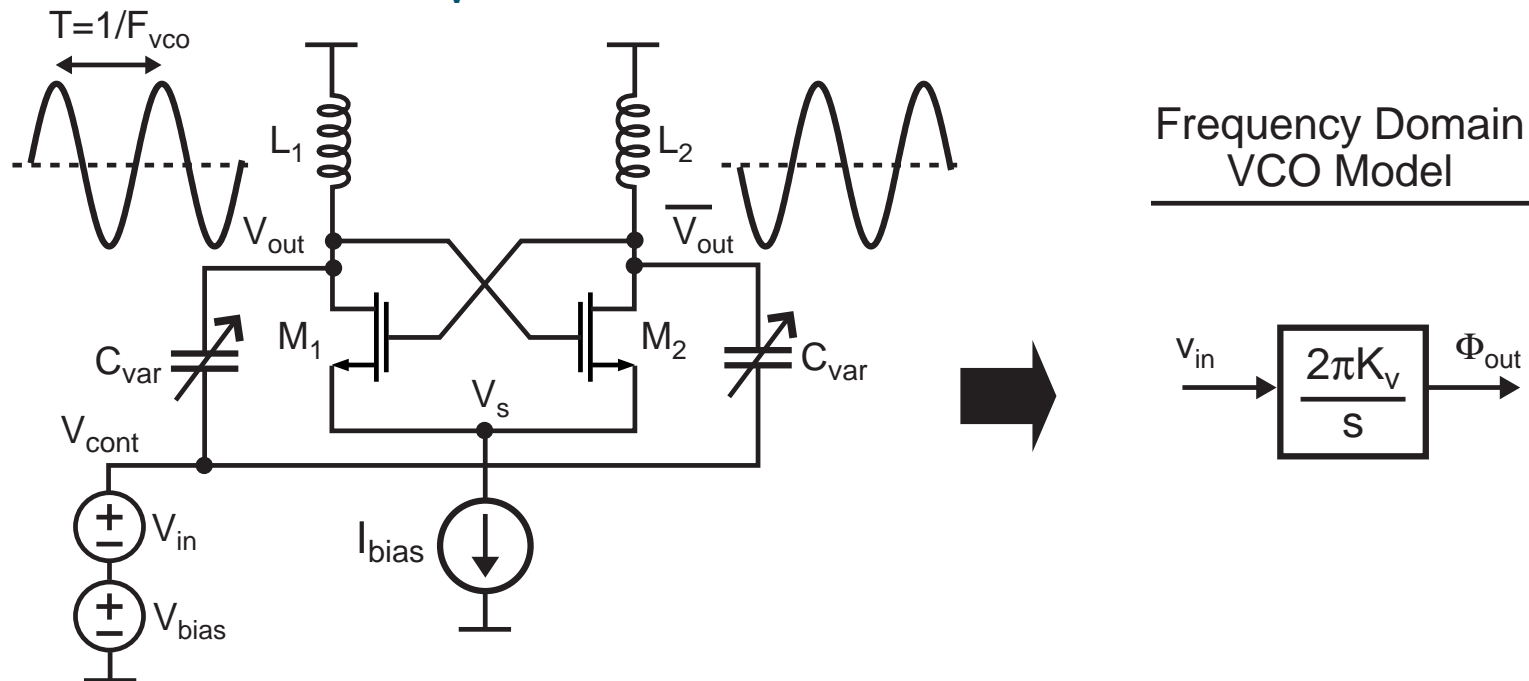 T=1/Fvco
L1
L2
Frequency Domain
VCO Model
Vout
Vout
M1
M2
Cvar
Cvar
Vs
vin
2πKv
s
Φout
Vcont
Vin
Ibias
Vbias